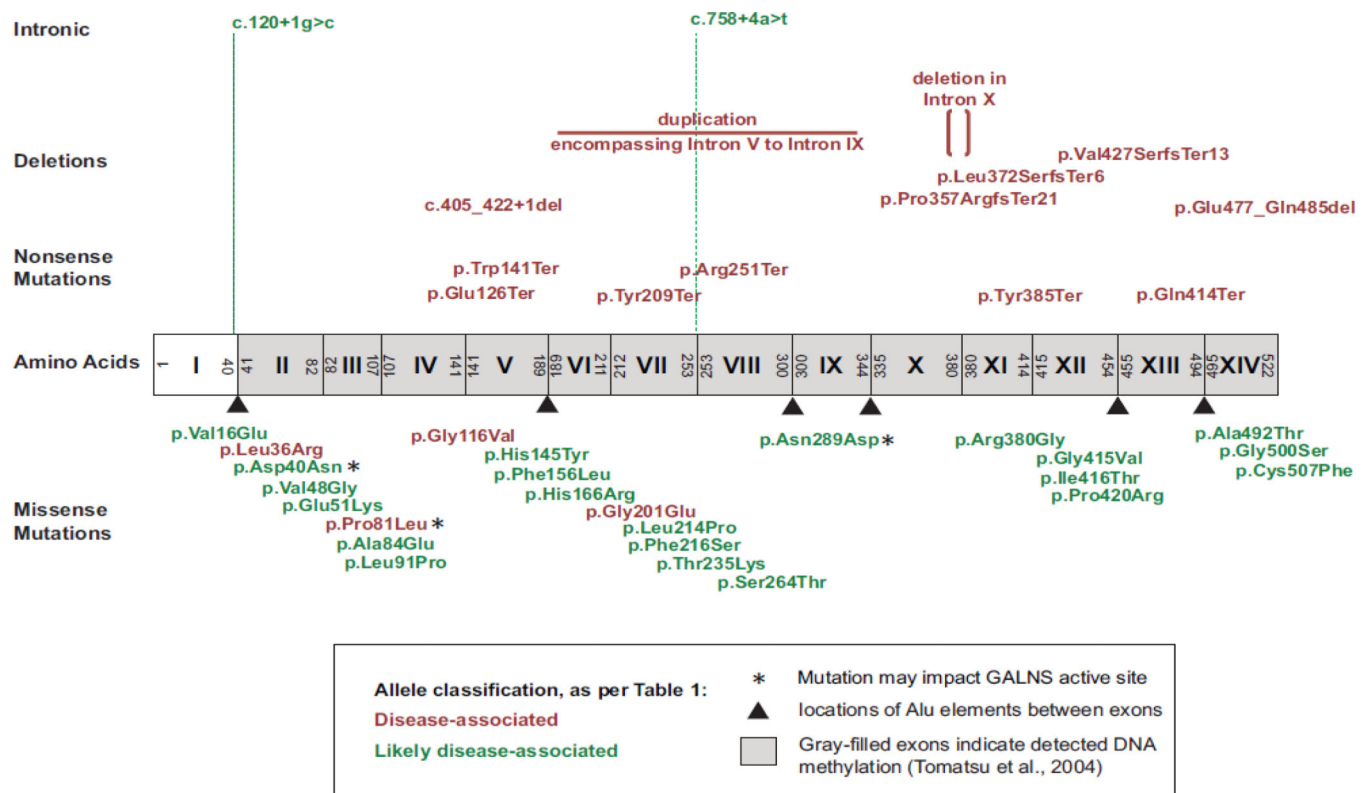 Intronic
c.120+1g>c
c.758+4a>t
deletion in
Intron X
duplication
encompassing Intron V to Intron IX
Deletions
p.Val427SerfsTer13
p.Leu372SerfsTer6
p.Pro357ArgfsTer21
c.405_422+1del
p.Glu477_Gln485del
Nonsense
Mutations
p.Trp141Ter
p.Arg251Ter
p.Glu126Ter
p.Tyr209Ter
p.Tyr385Ter
p.Gln414Ter
Amino Acids
1 I 40 41 II 82 82 III 107 107 IV 141 141 V 189 189 VI 211 212 VII 253 253 VIII 300 300 IX 344 335 X 380 380 XI 414 415 XII 454 455 XIII 494 495 XIV 522
Missense
Mutations
p.Val16Glu
p.Leu36Arg
p.Asp40Asn *
p.Val48Gly
p.Glu51Lys
p.Pro81Leu *
p.Ala84Glu
p.Leu91Pro
p.Gly116Val
p.His145Tyr
p.Phe156Leu
p.His166Arg
p.Gly201Glu
p.Leu214Pro
p.Phe216Ser
p.Thr235Lys
p.Ser264Thr
p.Asn289Asp *
p.Arg380Gly
p.Gly415Val
p.Ile416Thr
p.Pro420Arg
p.Ala492Thr
p.Gly500Ser
p.Cys507Phe
Allele classification, as per Table 1:
Disease-associated
Likely disease-associated
* Mutation may impact GALNS active site
locations of Alu elements between exons
Gray-filled exons indicate detected DNA
methylation (Tomatsu et al., 2004)